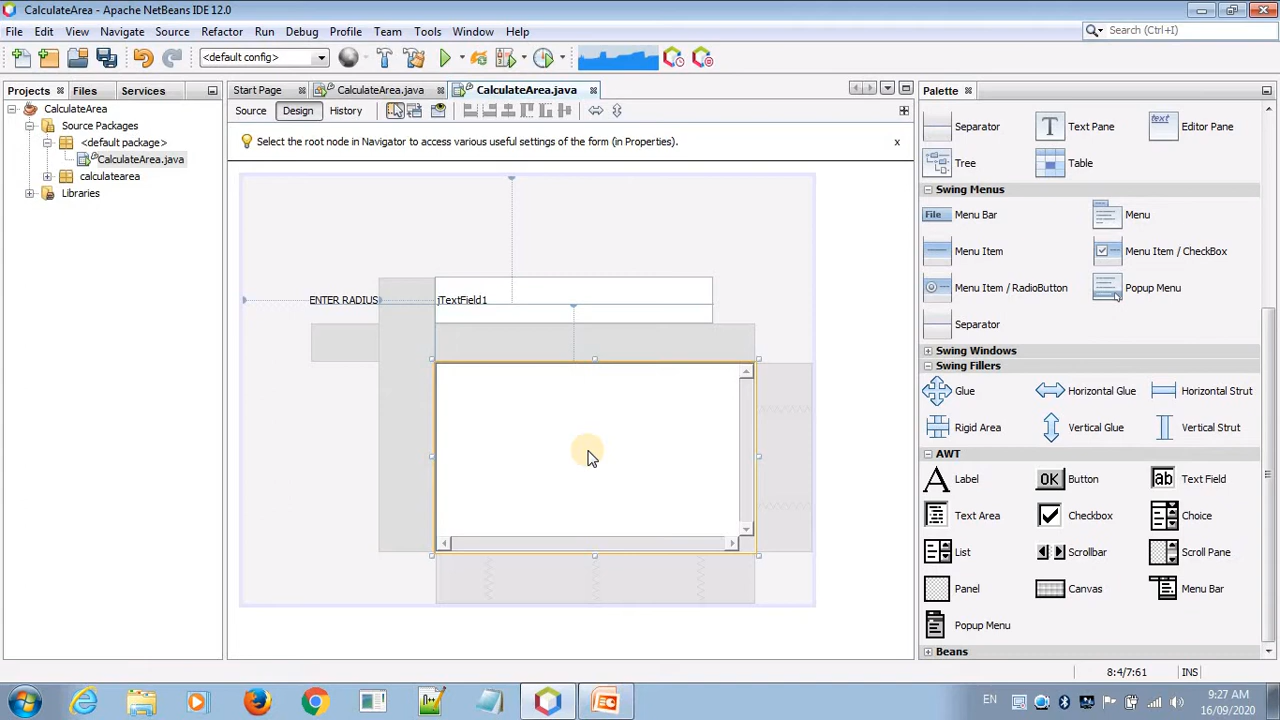 CalculateArea - Apache NetBeans IDE 12.0
File Edit View Navigate Source Refactor Run Debug Profile Team Tools Window Help
Search (Ctrl+I)
<default config>
Projects Files Services
Start Page CalculateArea.java CalculateArea.java
Palette
Source Design History
CalculateArea
Source Packages
<default package>
CalculateArea.java
calculatearea
Libraries
Select the root node in Navigator to access various useful settings of the form (in Properties).
x
ENTER RADIUS
jTextField1
Separator Text Pane Editor Pane
text
Tree Table
Swing Menus
File Menu Bar Menu
Menu Item Menu Item / CheckBox
Menu Item / RadioButton Popup Menu
Separator
Swing Windows
Swing Fillers
Glue Horizontal Glue Horizontal Strut
Rigid Area Vertical Glue Vertical Strut
AWT
A Label OK Button ab Text Field
Text Area Checkbox Choice
List Scrollbar Scroll Pane
Panel Canvas Menu Bar
Popup Menu
Beans
8:4/7:61 INS
EN
9:27 AM
16/09/2020